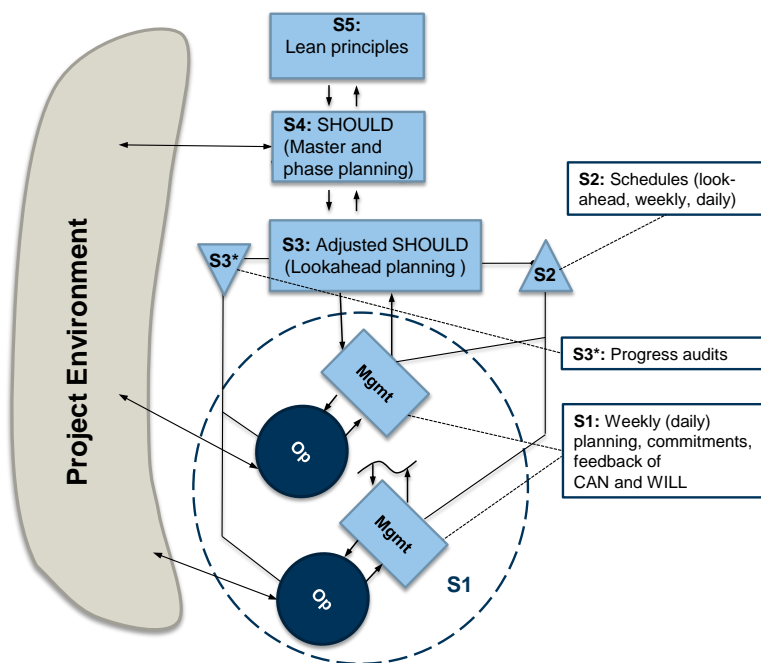 S5:
Lean principles
S4: SHOULD
(Master and
phase planning)
S2: Schedules (look-
ahead, weekly, daily)
S3: Adjusted SHOULD
(Lookahead planning )
S3*
S2
Project Environment
S3*: Progress audits
Mgmt
Op
S1: Weekly (daily)
planning, commitments,
feedback of
CAN and WILL
Mgmt
Op
S1